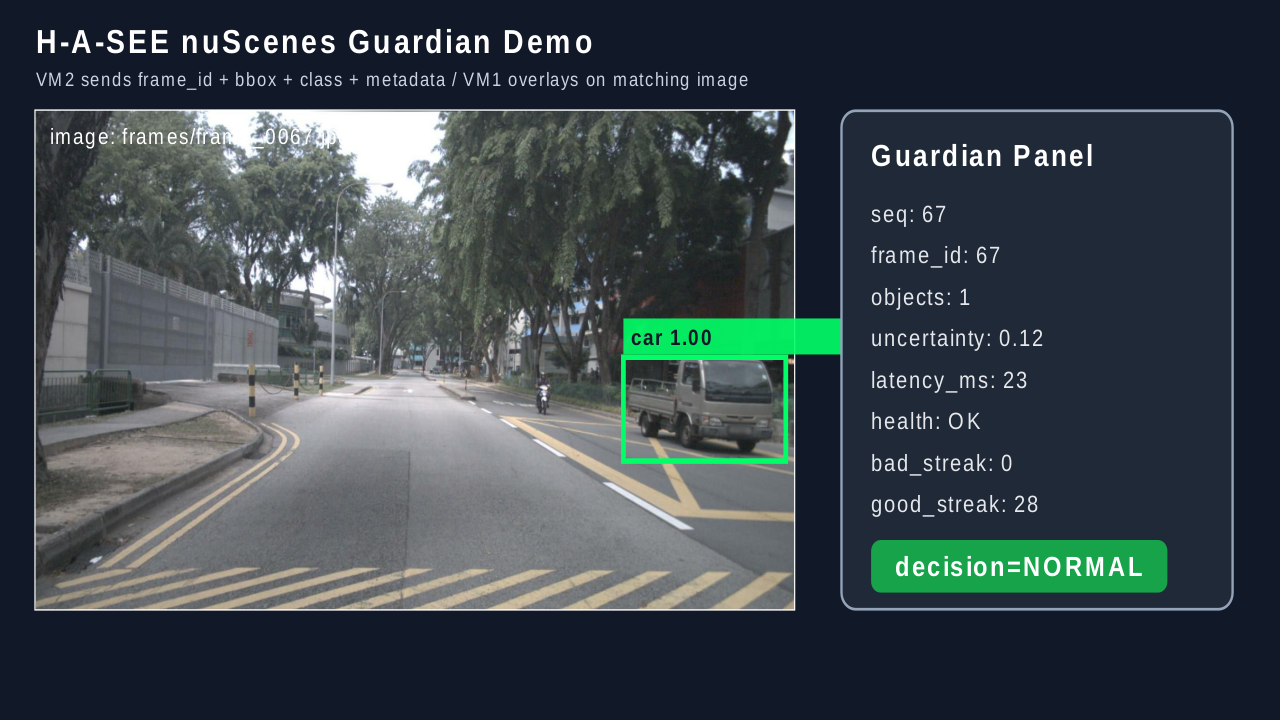 H-A-SEE nuScenes Guardian Demo
VM2 sends frame_id + bbox + class + metadata / VM1 overlays on matching image
image: frames/frame_0067.jpg
car 1.00
Guardian Panel
seq: 67
frame_id: 67
objects: 1
uncertainty: 0.12
latency_ms: 23
health: OK
bad_streak: 0
good_streak: 28
decision=NORMAL